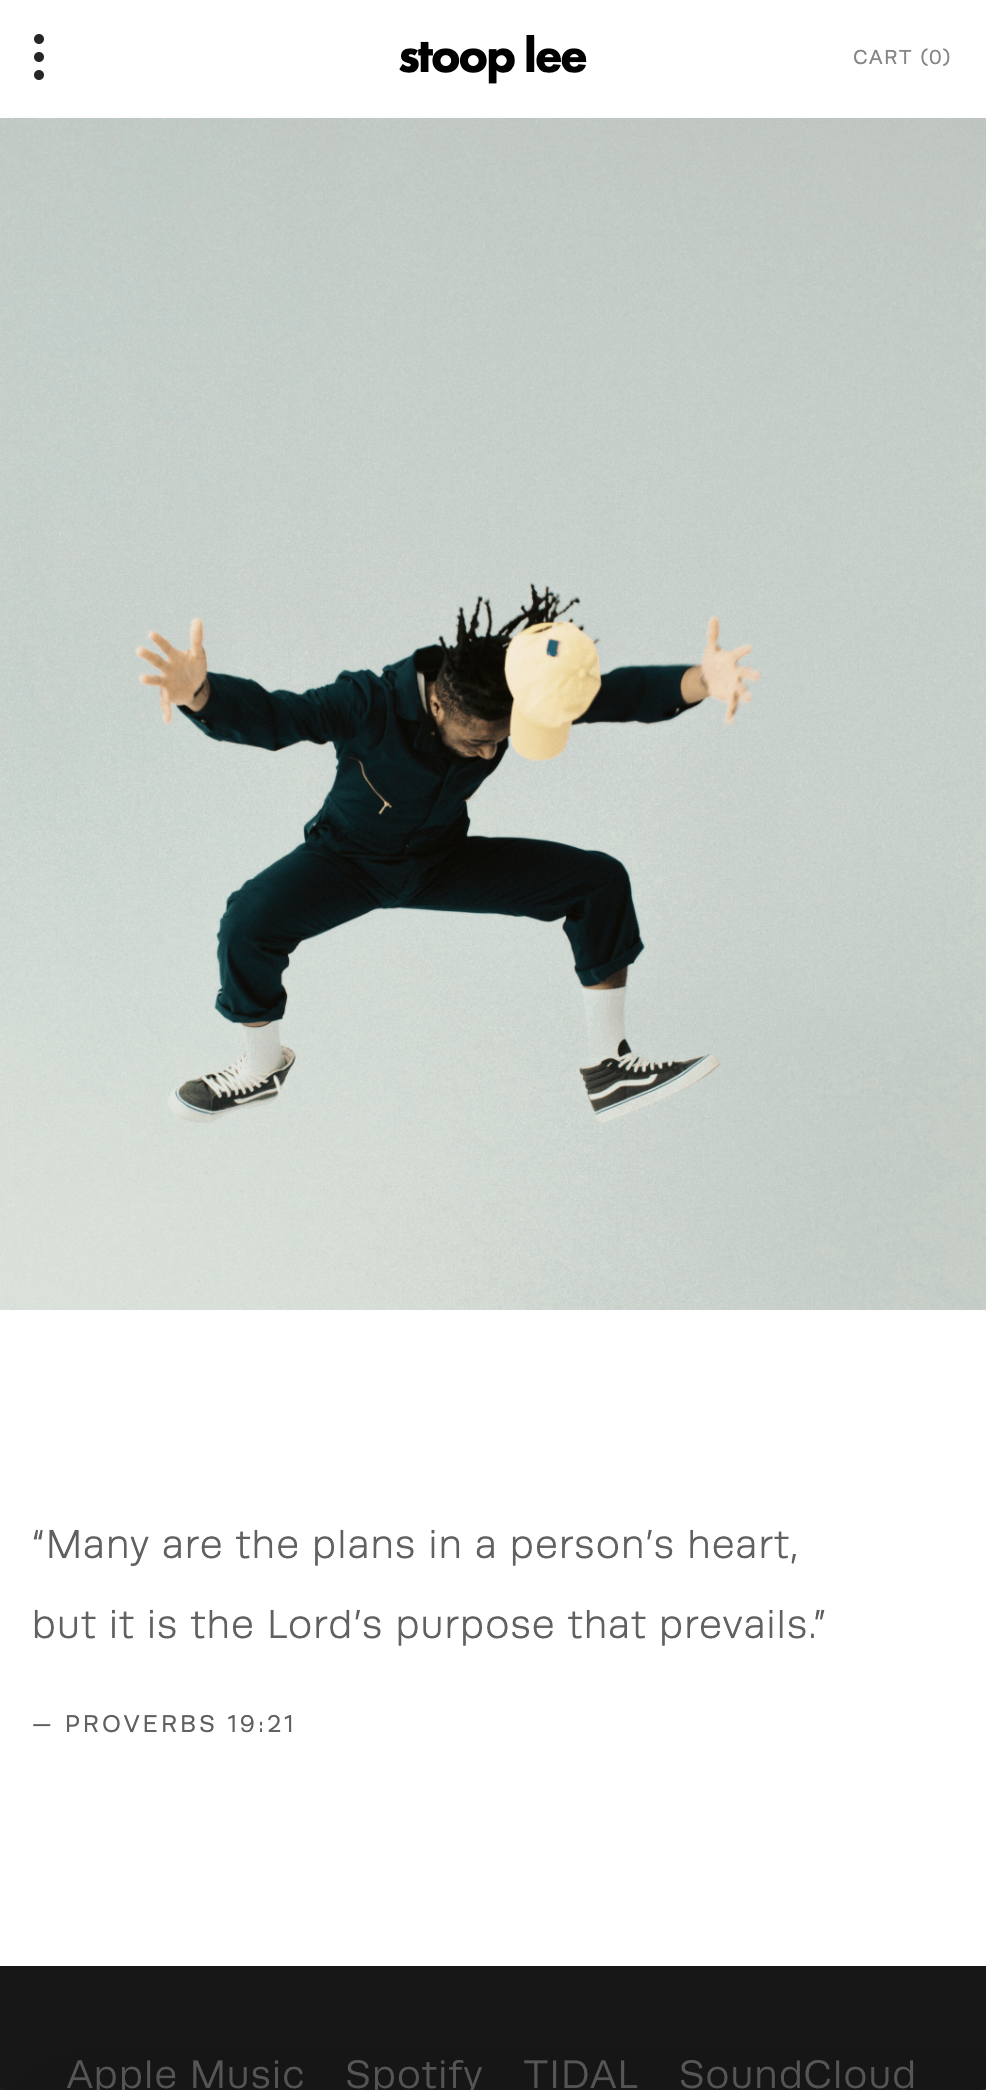 stoop lee
CART (0)
“Many are the plans in a person’s heart,
but it is the Lord’s purpose that prevails.”
— PROVERBS 19:21
Apple Music Spotify TIDAL SoundCloud